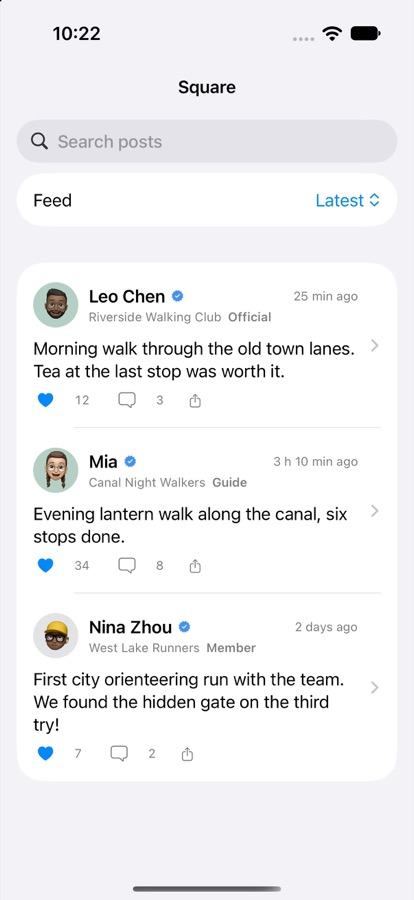 10:22
Square
Search posts
Feed
Latest
Leo Chen
25 min ago
Riverside Walking Club Official
Morning walk through the old town lanes.
Tea at the last stop was worth it.
12
3
Mia
3 h 10 min ago
Canal Night Walkers Guide
Evening lantern walk along the canal, six
stops done.
34
8
Nina Zhou
2 days ago
West Lake Runners Member
First city orienteering run with the team.
We found the hidden gate on the third
try!
7
2